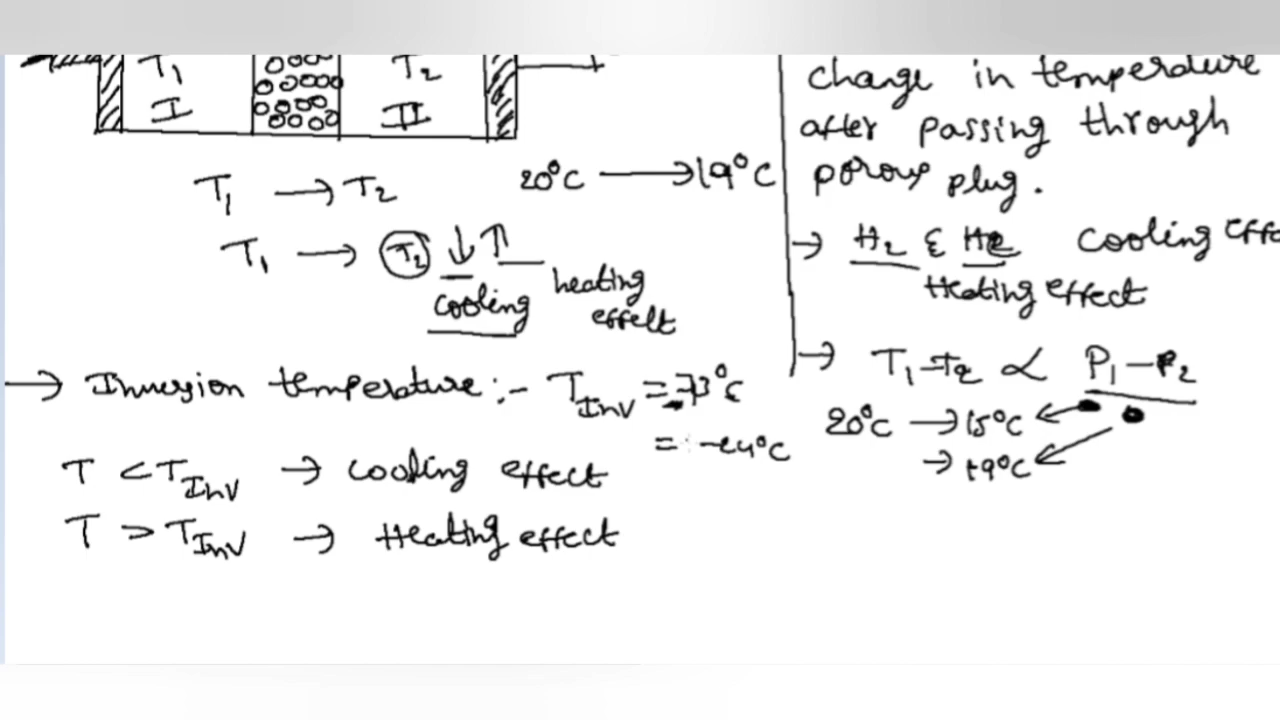 T1 T2
I II
T1 → T2 20°C → 19°C
T1 → T2 ↓ ↑
cooling heating
effelt
→ Inversion temperature :- TInv = -73°C
=
T < TInv → cooling effect
T > TInv → Heating effect
change in temperature
after passing through
porous plug.
→ H2 & He cooling effe
Heating effect
→ T1-T2 ∝ P1-P2
20°C → 15°C
→ 19°C